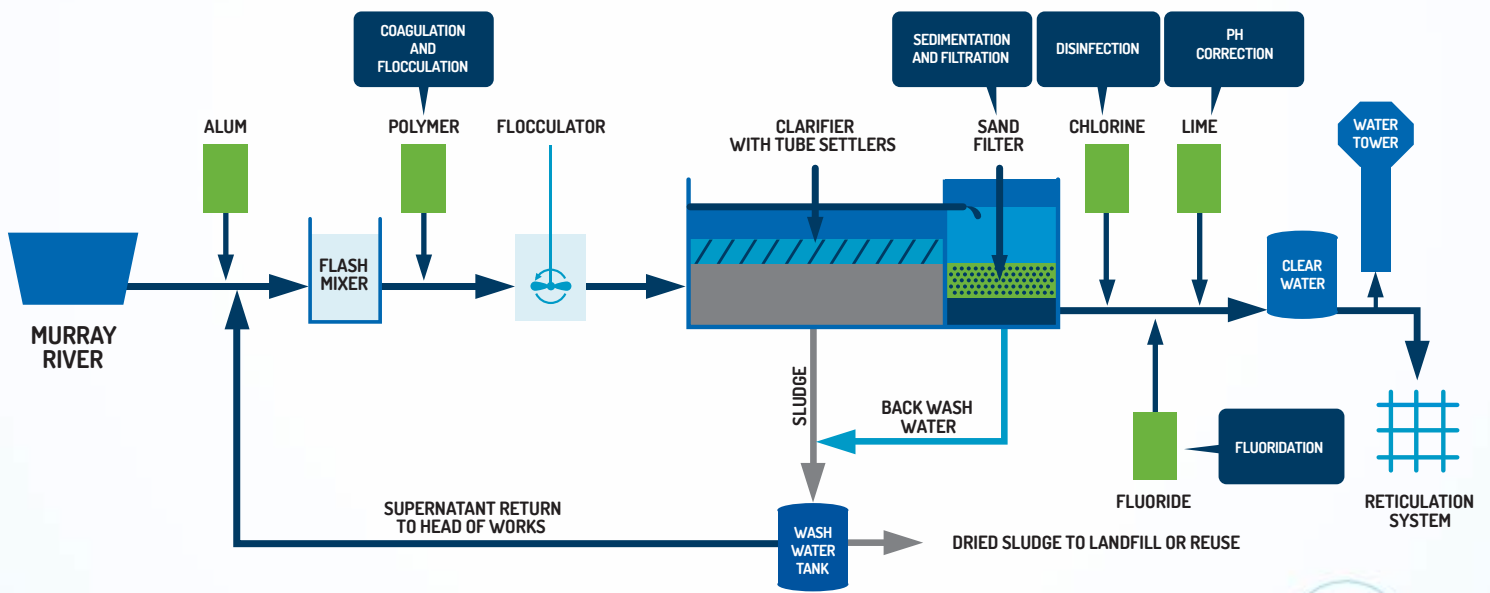 COAGULATION
AND
FLOCCULATION
SEDIMENTATION
AND FILTRATION
DISINFECTION
PH
CORRECTION
ALUM
POLYMER
FLOCCULATOR
CLARIFIER
WITH TUBE SETTLERS
SAND
FILTER
CHLORINE
LIME
WATER
TOWER
FLASH
MIXER
CLEAR
WATER
MURRAY
RIVER
SLUDGE
BACK WASH
WATER
FLUORIDATION
FLUORIDE
RETICULATION
SYSTEM
SUPERNATANT RETURN
TO HEAD OF WORKS
WASH
WATER
TANK
DRIED SLUDGE TO LANDFILL OR REUSE